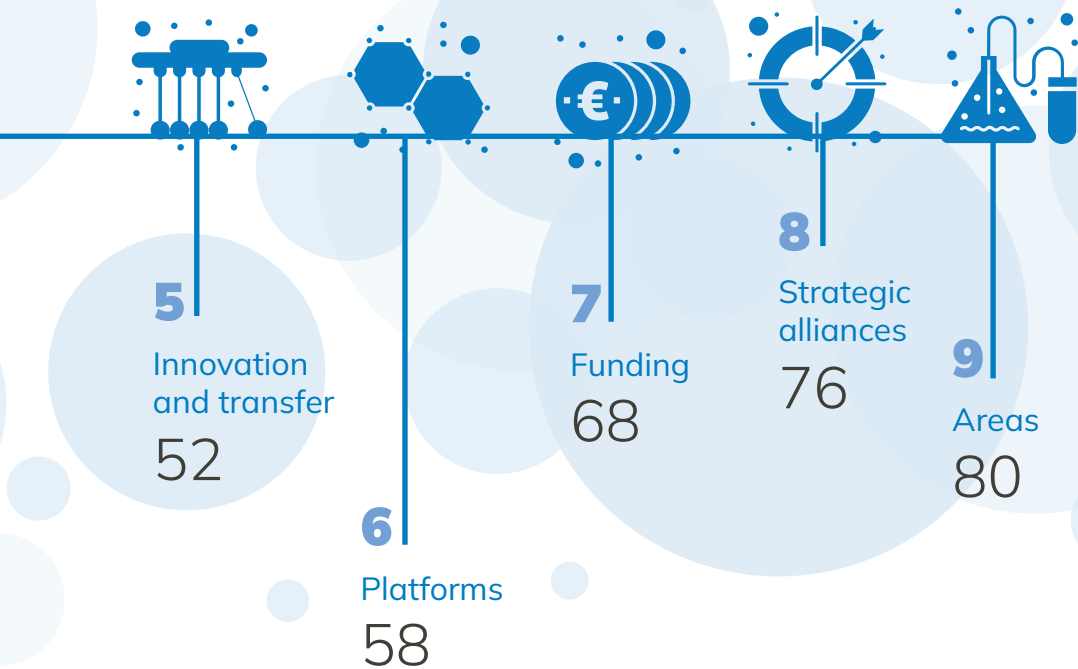 €
5
Innovation
and transfer
52
6
Platforms
58
7
Funding
68
8
Strategic
alliances
76
9
Areas
80